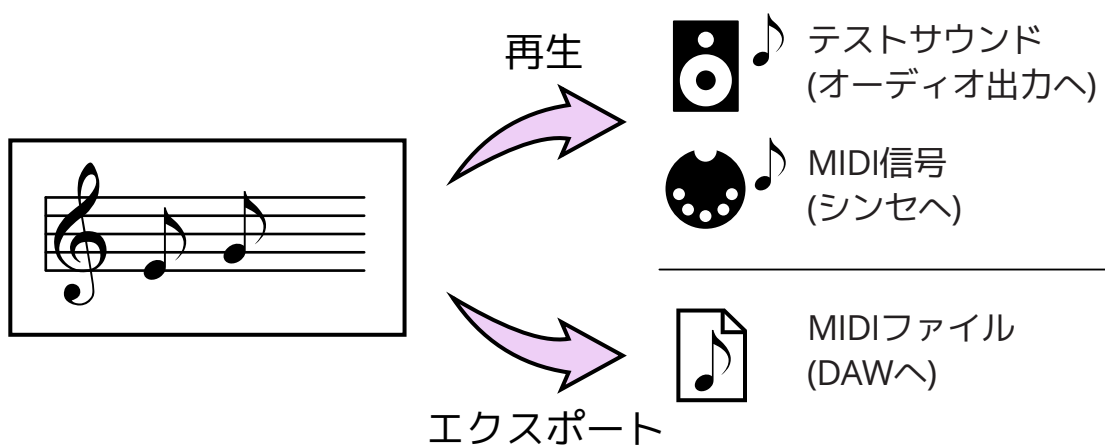 再生
テストサウンド
(オーディオ出力へ)
MIDI信号
(シンセへ)
MIDIファイル
(DAWへ)
エクスポート